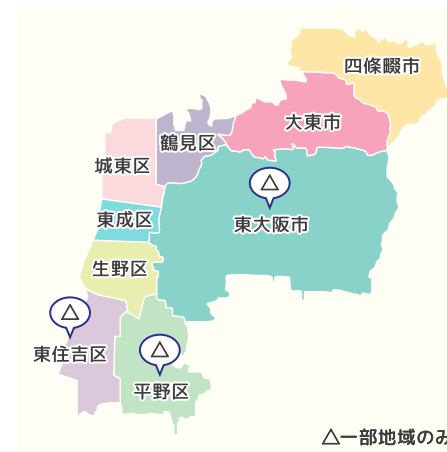 四條畷市
大東市
鶴見区
城東区
△
東成区
東大阪市
生野区
△
東住吉区
△
平野区
△一部地域のみ